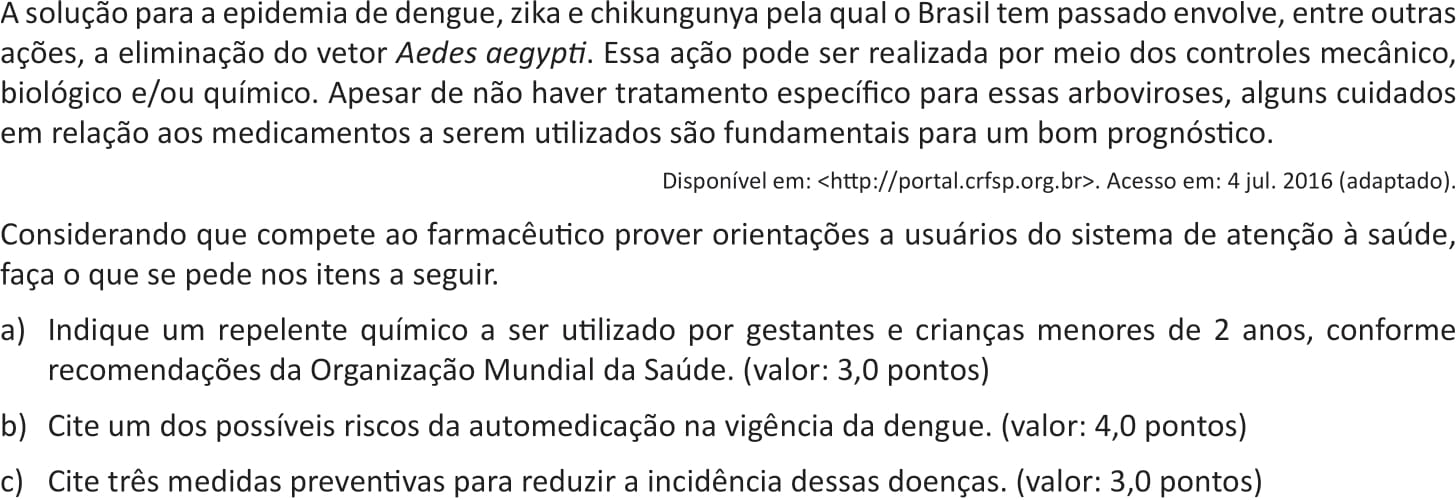 A solução para a epidemia de dengue, zika e chikungunya pela qual o Brasil tem passado envolve, entre outras
ações, a eliminação do vetor Aedes aegypti. Essa ação pode ser realizada por meio dos controles mecânico,
biológico e/ou químico. Apesar de não haver tratamento específico para essas arboviroses, alguns cuidados
em relação aos medicamentos a serem utilizados são fundamentais para um bom prognóstico.
Disponível em: <http://portal.crfsp.org.br>. Acesso em: 4 jul. 2016 (adaptado).
Considerando que compete ao farmacêutico prover orientações a usuários do sistema de atenção à saúde,
faça o que se pede nos itens a seguir.
a) Indique um repelente químico a ser utilizado por gestantes e crianças menores de 2 anos, conforme
recomendações da Organização Mundial da Saúde. (valor: 3,0 pontos)
b) Cite um dos possíveis riscos da automedicação na vigência da dengue. (valor: 4,0 pontos)
c) Cite três medidas preventivas para reduzir a incidência dessas doenças. (valor: 3,0 pontos)